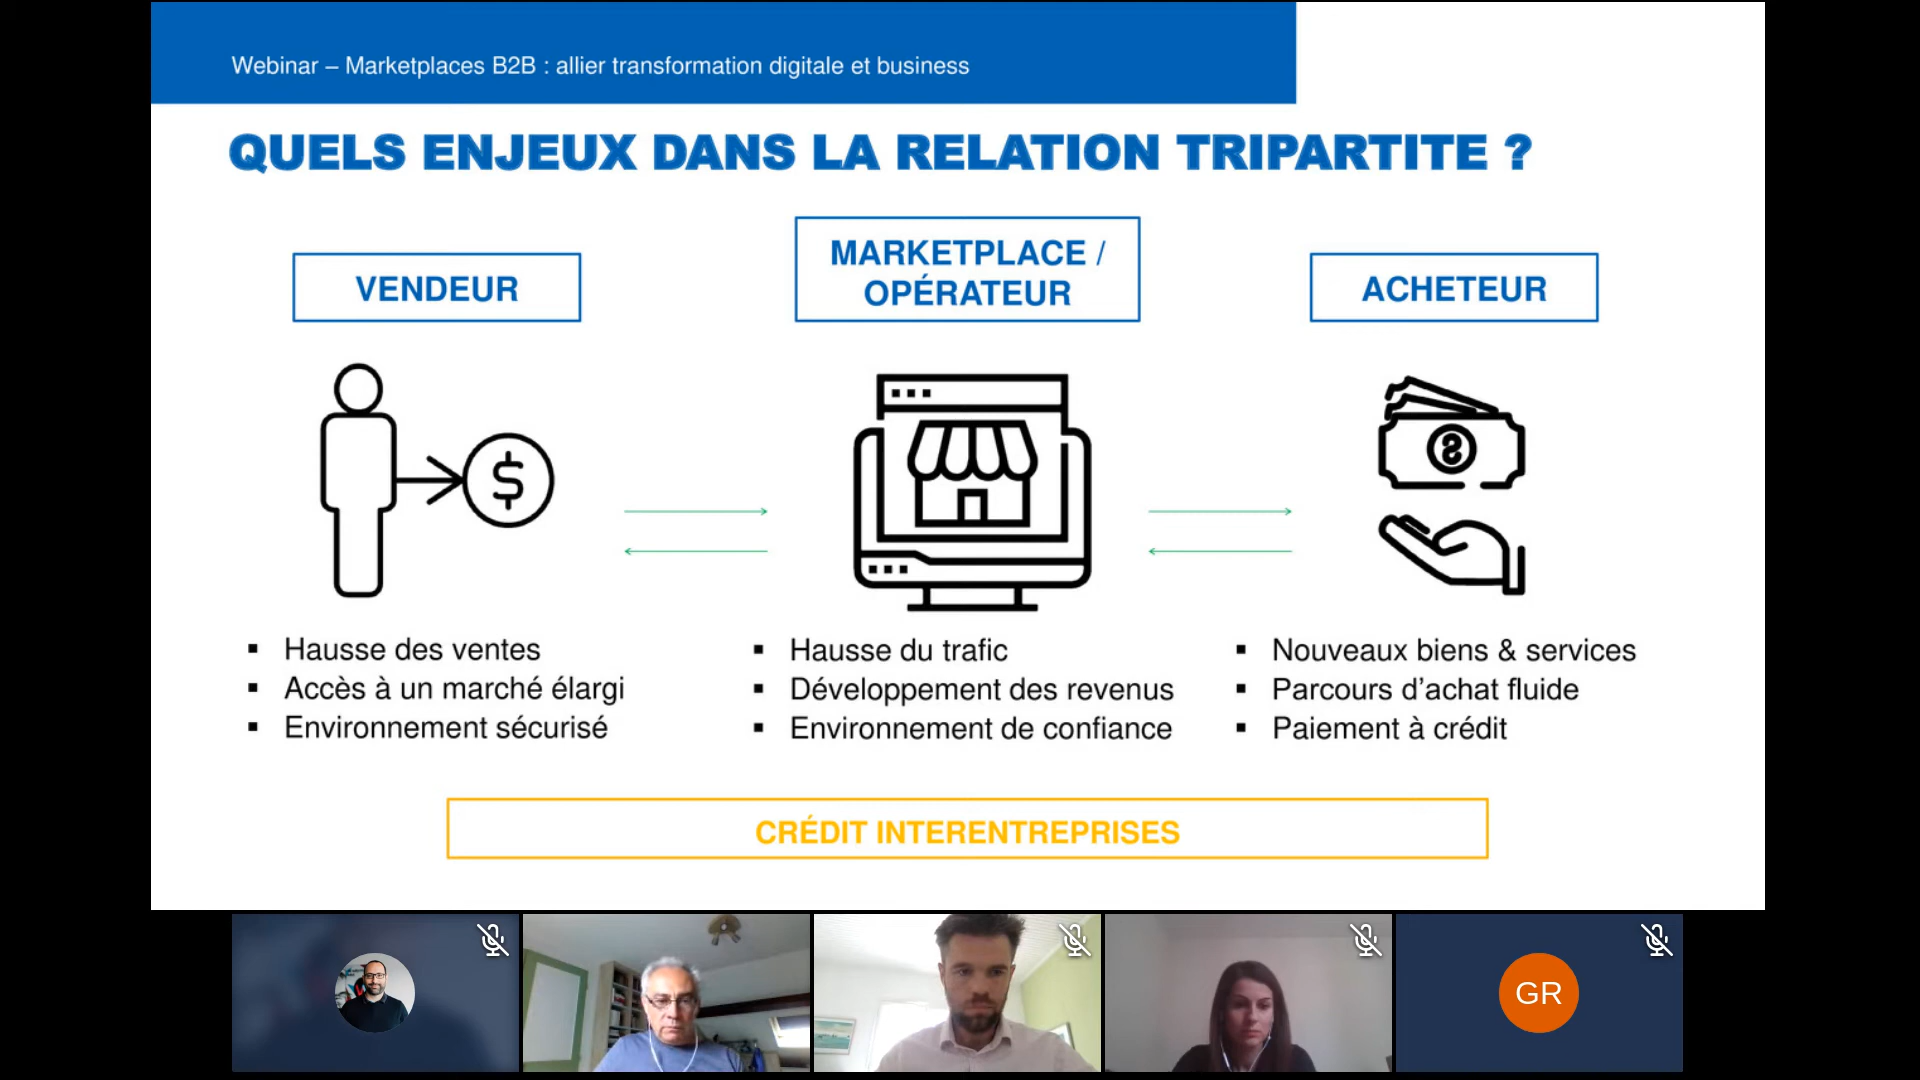 Webinar – Marketplaces B2B : allier transformation digitale et business
QUELS ENJEUX DANS LA RELATION TRIPARTITE ?
VENDEUR
MARKETPLACE /
OPÉRATEUR
ACHETEUR
$
▪ Hausse des ventes
▪ Accès à un marché élargi
▪ Environnement sécurisé
▪ Hausse du trafic
▪ Développement des revenus
▪ Environnement de confiance
▪ Nouveaux biens & services
▪ Parcours d’achat fluide
▪ Paiement à crédit
CRÉDIT INTERENTREPRISES
GR